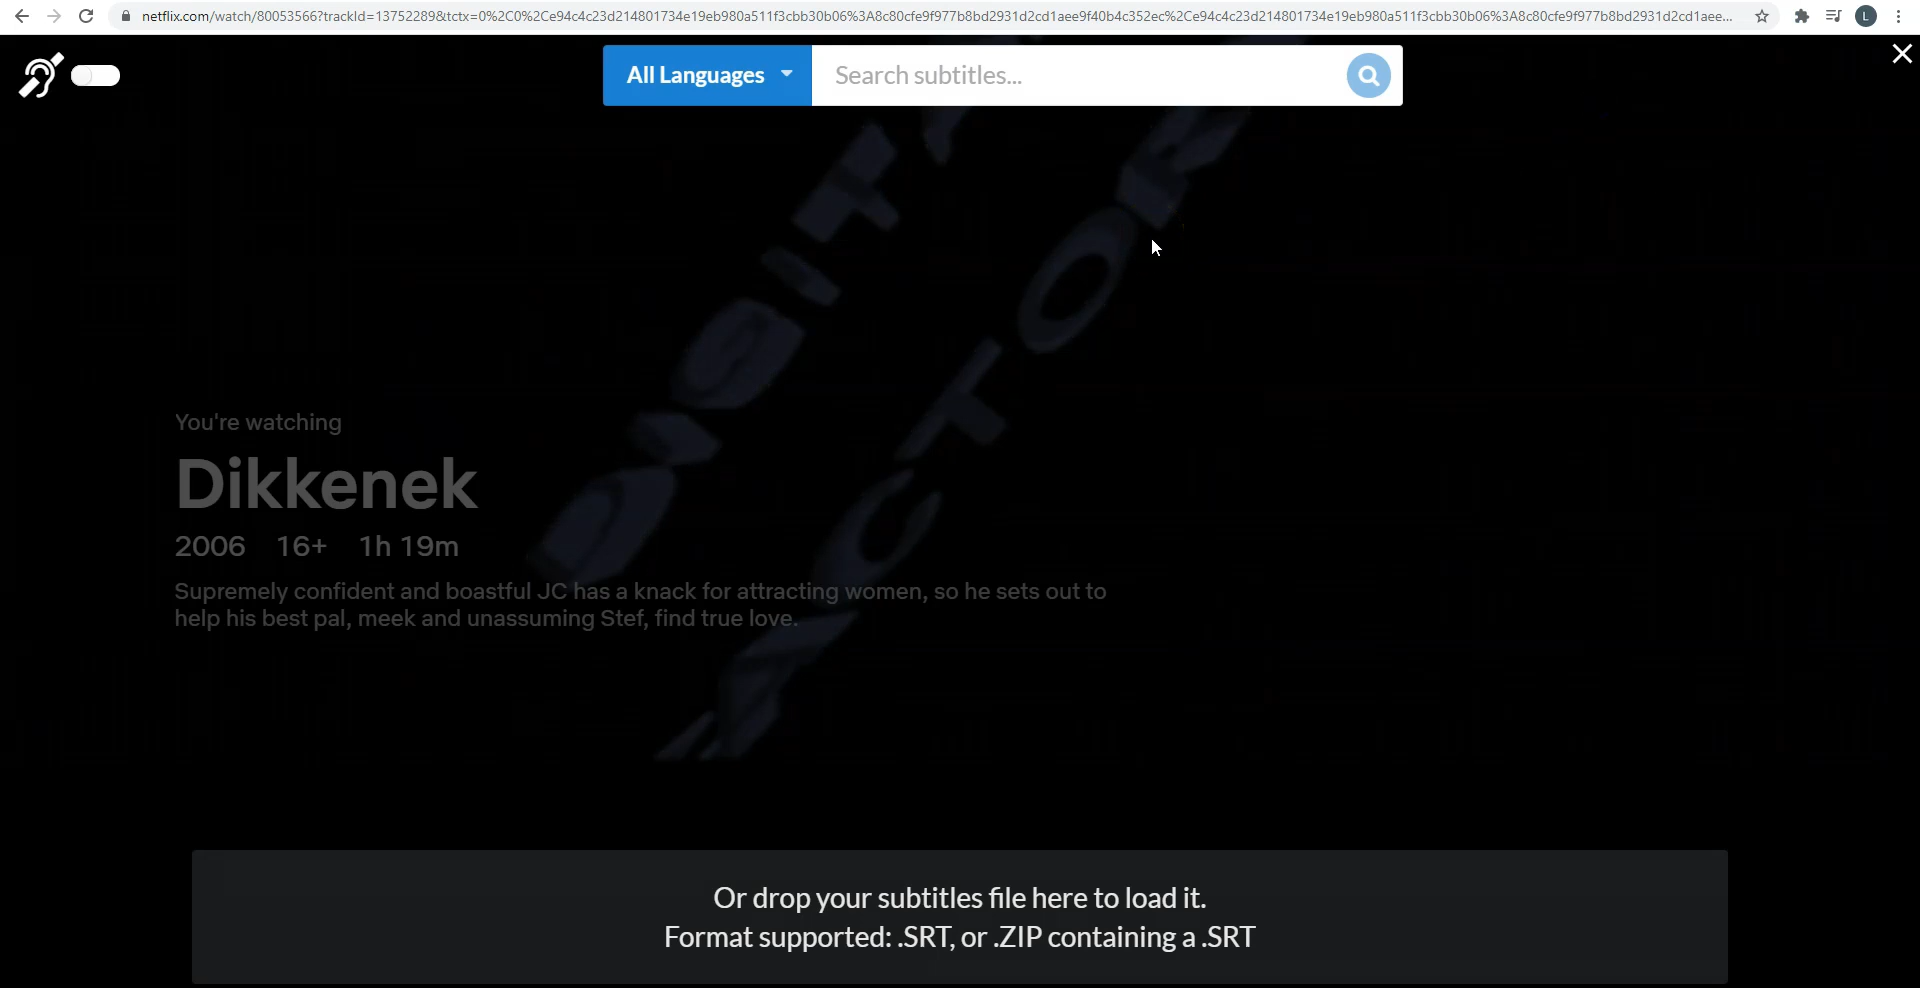 netflix.com/watch/80053566?trackId=13752289&tctx=0%2C0%2Ce94c4c23d214801734e19eb980a511f3cbb30b06%3A8c80cfe9f977b8bd2931d2cd1aee9f40b4c352ec%2Ce94c4c23d214801734e19eb980a511f3cbb30b06%3A8c80cfe9f977b8bd2931d2cd1aee...
L
All Languages
Search subtitles...
You're watching
Dikkenek
2006 16+ 1h 19m
Supremely confident and boastful JC has a knack for attracting women, so he sets out to
help his best pal, meek and unassuming Stef, find true love.
Or drop your subtitles file here to load it.
Format supported: .SRT, or .ZIP containing a .SRT